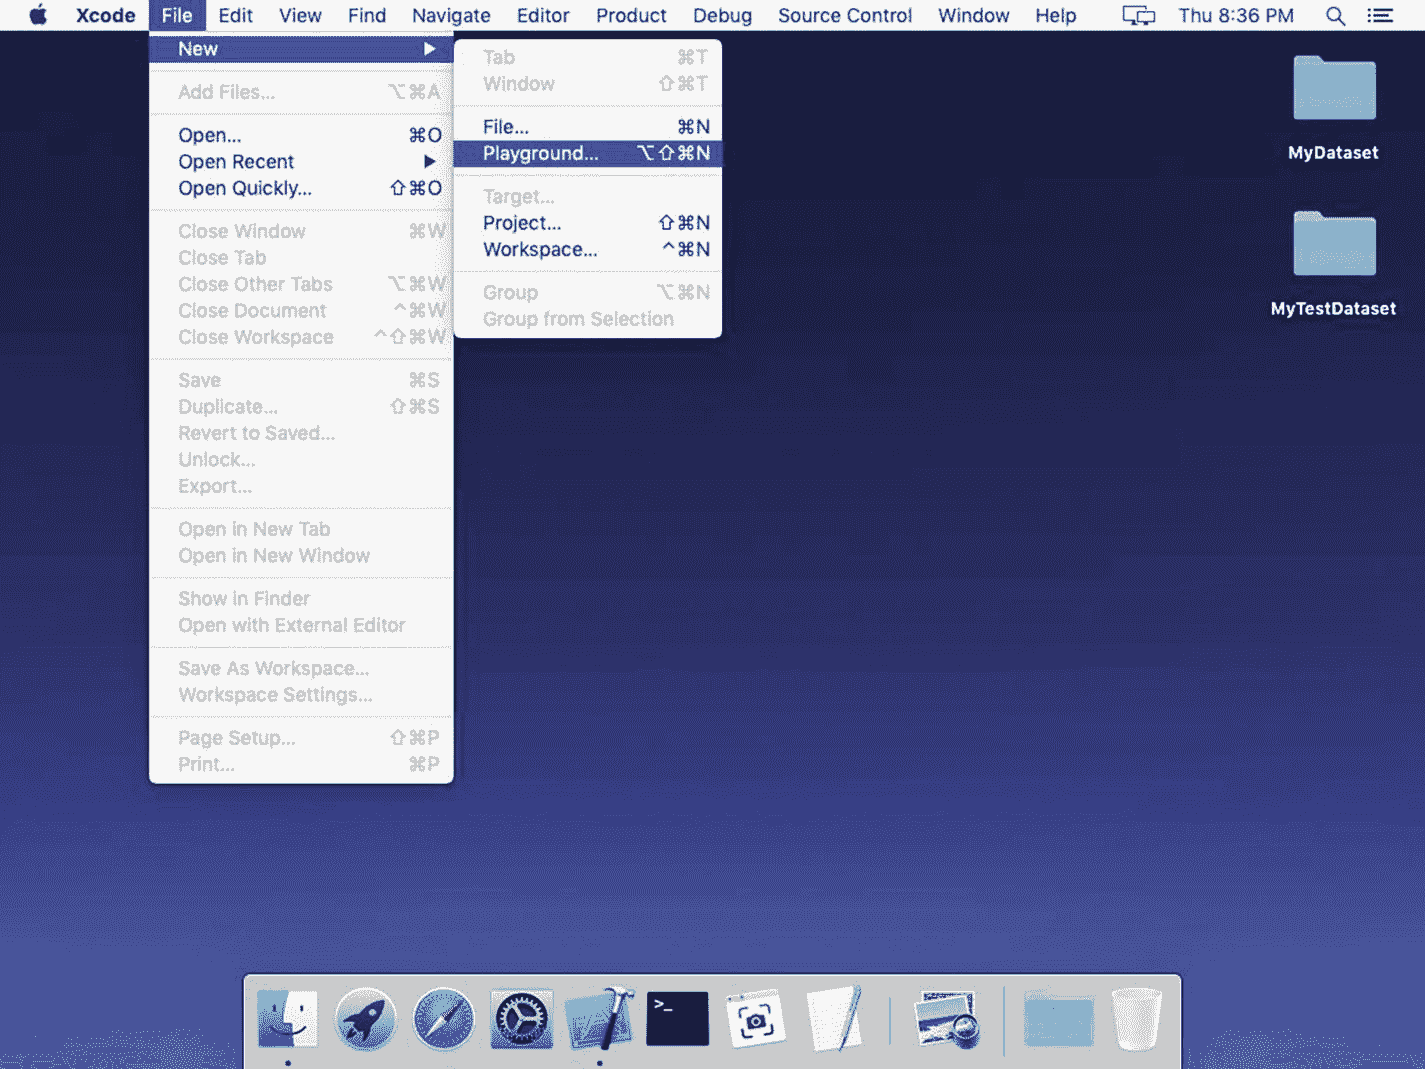 Xcode File Edit View Find Navigate Editor Product Debug Source Control Window Help Thu 8:36 PM
New
Add Files... ⌥⌘A
Open... ⌘O
Open Recent
Open Quickly... ⇧⌘O
Close Window ⌘W
Close Tab
Close Other Tabs ⌥⌘W
Close Document ^⌘W
Close Workspace ^⇧⌘W
Save ⌘S
Duplicate... ⇧⌘S
Revert to Saved...
Unlock...
Export...
Open in New Tab
Open in New Window
Show in Finder
Open with External Editor
Save As Workspace...
Workspace Settings...
Page Setup... ⇧⌘P
Print... ⌘P
Tab ⌘T
Window ⇧⌘T
File... ⌘N
Playground... ⌥⇧⌘N
Target...
Project... ⇧⌘N
Workspace... ^⌘N
Group ⌥⌘N
Group from Selection
MyDataset
MyTestDataset
>_